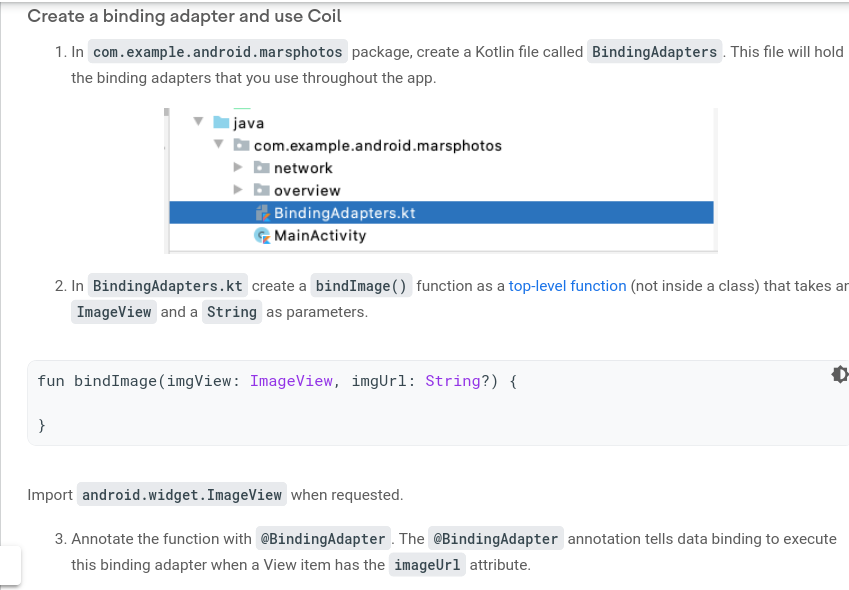 Create a binding adapter and use Coil
1. In com.example.android.marsphotos package, create a Kotlin file called BindingAdapters . This file will hold
the binding adapters that you use throughout the app.
java
com.example.android.marsphotos
network
overview
BindingAdapters.kt
MainActivity
2. In BindingAdapters.kt create a bindImage() function as a top-level function (not inside a class) that takes
ImageView and a String as parameters.
fun bindImage(imgView: ImageView, imgUrl: String?) {
}
Import android.widget.ImageView when requested.
3. Annotate the function with @BindingAdapter . The @BindingAdapter annotation tells data binding to execute
this binding adapter when a View item has the imageUrl attribute.